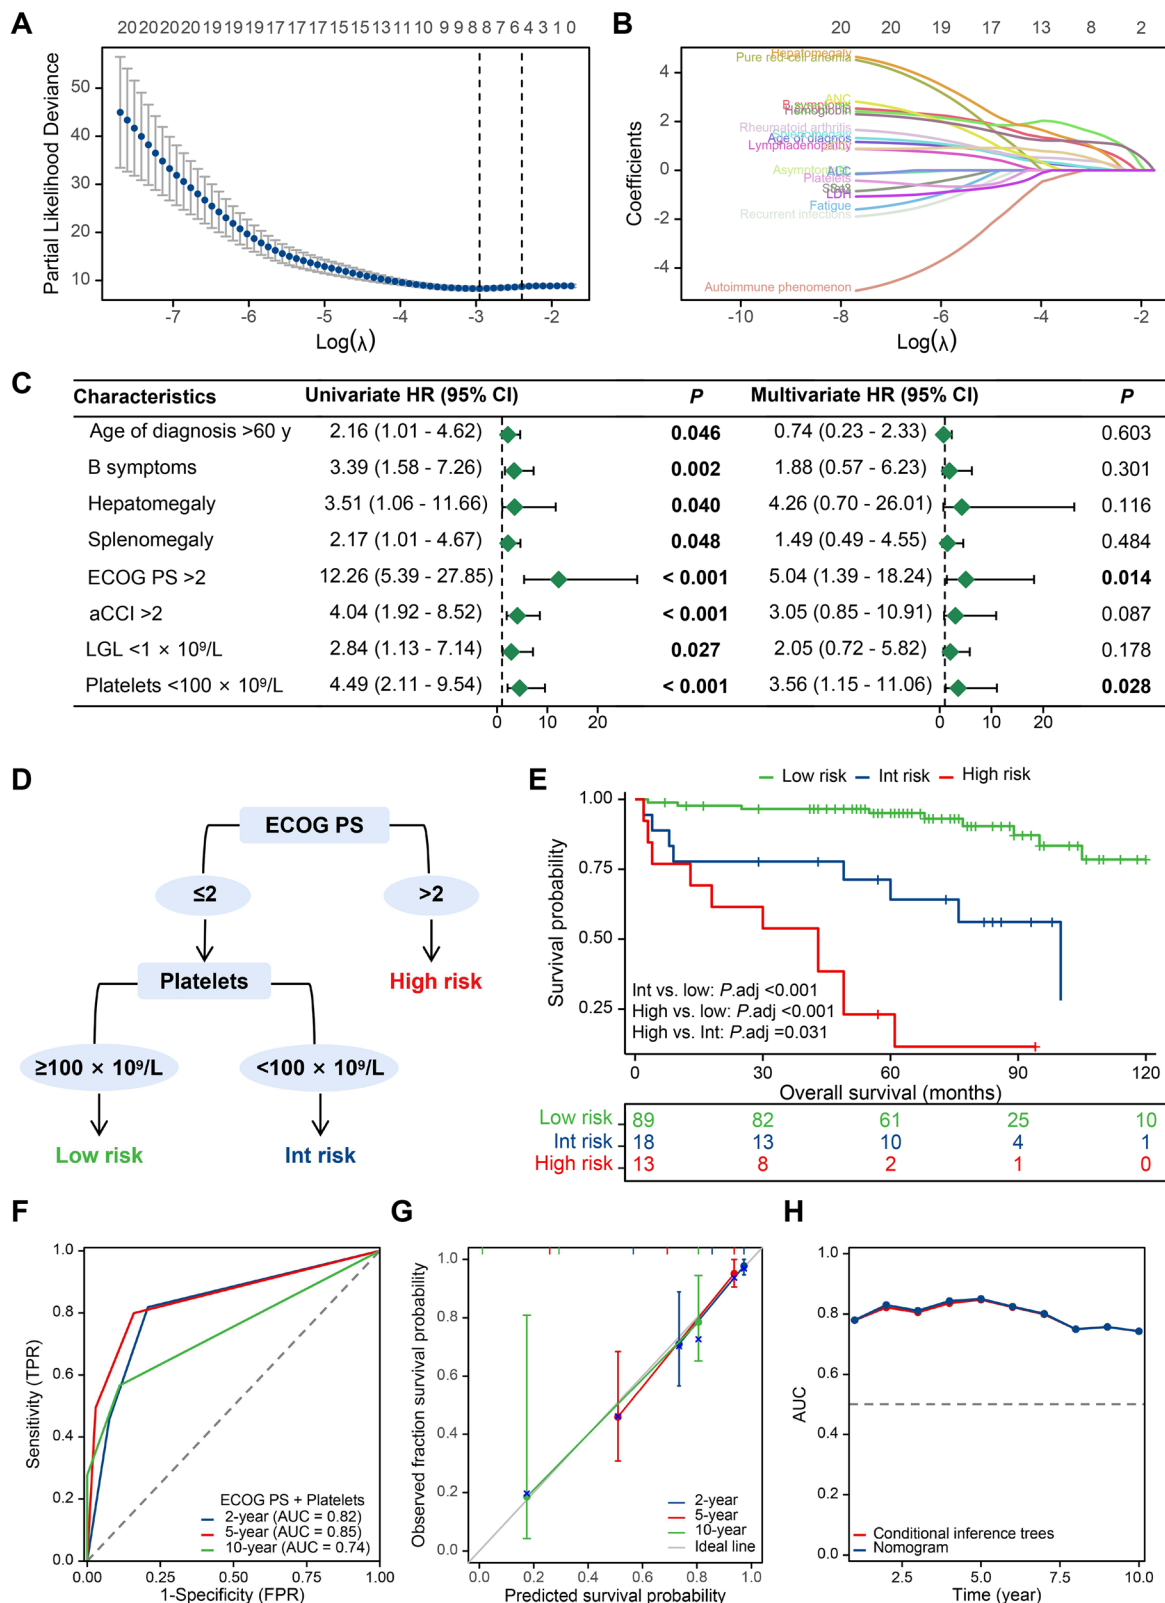 A
20 20 20 20 19 19 19 17 17 17 15 15 13 11 10 9 9 8 8 7 6 4 3 1 0
Partial Likelihood Deviance
50
40
30
20
10
-7 -6 -5 -4 -3 -2
Log(λ)
B
20 19 17 13 8 2
Coefficients
4
2
0
-2
-4
Hepatomegaly
Pure red cell anemia
ANC
B symptoms
Hemoglobin
Rheumatoid arthritis
Splenomegaly
Age of diagnos
Lymphadenopathy
Asymptom
Platelets
LDH
Fatigue
Recurrent infections
Autoimmune phenomenon
-10 -8 -6 -4 -2
Log(λ)
C
Characteristics Univariate HR (95% CI) P Multivariate HR (95% CI) P
Age of diagnosis >60 y 2.16 (1.01 - 4.62) 0.046 0.74 (0.23 - 2.33) 0.603
B symptoms 3.39 (1.58 - 7.26) 0.002 1.88 (0.57 - 6.23) 0.301
Hepatomegaly 3.51 (1.06 - 11.66) 0.040 4.26 (0.70 - 26.01) 0.116
Splenomegaly 2.17 (1.01 - 4.67) 0.048 1.49 (0.49 - 4.55) 0.484
ECOG PS >2 12.26 (5.39 - 27.85) < 0.001 5.04 (1.39 - 18.24) 0.014
aCCI >2 4.04 (1.92 - 8.52) < 0.001 3.05 (0.85 - 10.91) 0.087
LGL <1 × 10⁹/L 2.84 (1.13 - 7.14) 0.027 2.05 (0.72 - 5.82) 0.178
Platelets <100 × 10⁹/L 4.49 (2.11 - 9.54) < 0.001 3.56 (1.15 - 11.06) 0.028
0 10 20 0 10 20
D
ECOG PS
≤2 >2
Platelets High risk
≥100 × 10⁹/L <100 × 10⁹/L
Low risk Int risk
E
Low risk Int risk High risk
Survival probability
1.00
0.75
0.50
0.25
Int vs. low: P.adj <0.001
High vs. low: P.adj <0.001
High vs. Int: P.adj =0.031
0 30 60 90 120
Overall survival (months)
Low risk 89 82 61 25 10
Int risk 18 13 10 4 1
High risk 13 8 2 1 0
F
Sensitivity (TPR)
1.0
0.8
0.6
0.4
0.2
0.0
ECOG PS + Platelets
2-year (AUC = 0.82)
5-year (AUC = 0.85)
10-year (AUC = 0.74)
0.00 0.25 0.50 0.75 1.00
1-Specificity (FPR)
G
Observed fraction survival probability
1.0
0.8
0.6
0.4
0.2
0.0
2-year
5-year
10-year
Ideal line
0.0 0.2 0.4 0.6 0.8 1.0
Predicted survival probability
H
AUC
1.0
0.8
0.6
0.4
0.2
0.0
Conditional inference trees
Nomogram
2.5 5.0 7.5 10.0
Time (year)